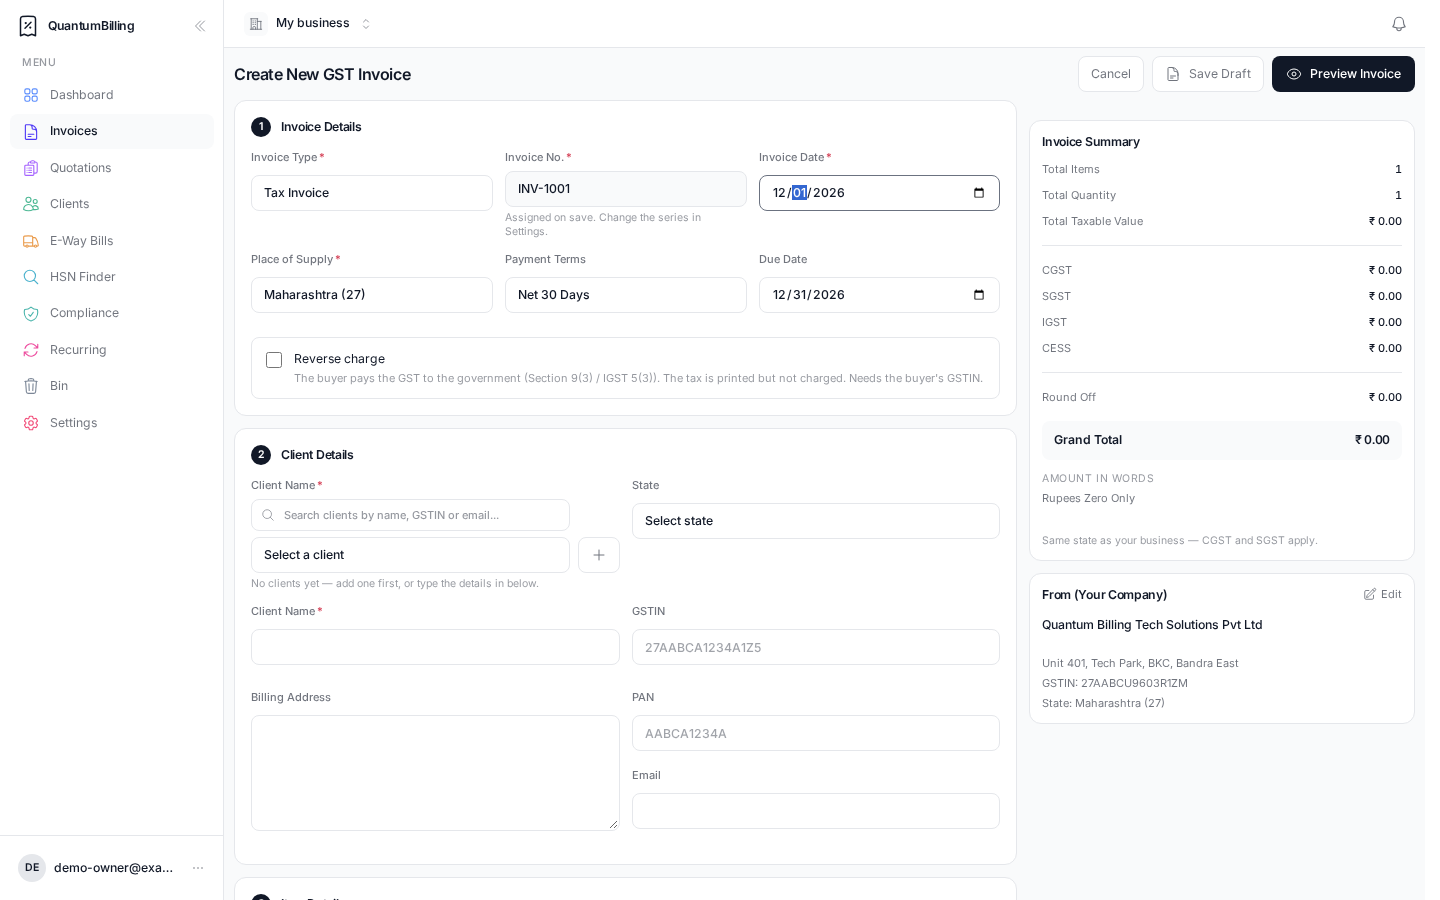 QuantumBilling
MENU
Dashboard
Invoices
Quotations
Clients
E-Way Bills
HSN Finder
Compliance
Recurring
Bin
Settings
DE
demo-owner@exa...
My business
Create New GST Invoice
Cancel
Save Draft
Preview Invoice
1 Invoice Details
Invoice Type *
Tax Invoice
Invoice No. *
INV-1001
Assigned on save. Change the series in
Settings.
Invoice Date *
12/01/2026
Place of Supply *
Maharashtra (27)
Payment Terms
Net 30 Days
Due Date
12/31/2026
Reverse charge
The buyer pays the GST to the government (Section 9(3) / IGST 5(3)). The tax is printed but not charged. Needs the buyer's GSTIN.
2 Client Details
Client Name *
Search clients by name, GSTIN or email...
Select a client
No clients yet — add one first, or type the details in below.
State
Select state
Client Name *
GSTIN
27AABCA1234A1Z5
Billing Address
PAN
AABCA1234A
Email
Invoice Summary
Total Items 1
Total Quantity 1
Total Taxable Value ₹ 0.00
CGST ₹ 0.00
SGST ₹ 0.00
IGST ₹ 0.00
CESS ₹ 0.00
Round Off ₹ 0.00
Grand Total ₹ 0.00
AMOUNT IN WORDS
Rupees Zero Only
Same state as your business — CGST and SGST apply.
From (Your Company)
Edit
Quantum Billing Tech Solutions Pvt Ltd
Unit 401, Tech Park, BKC, Bandra East
GSTIN: 27AABCU9603R1ZM
State: Maharashtra (27)